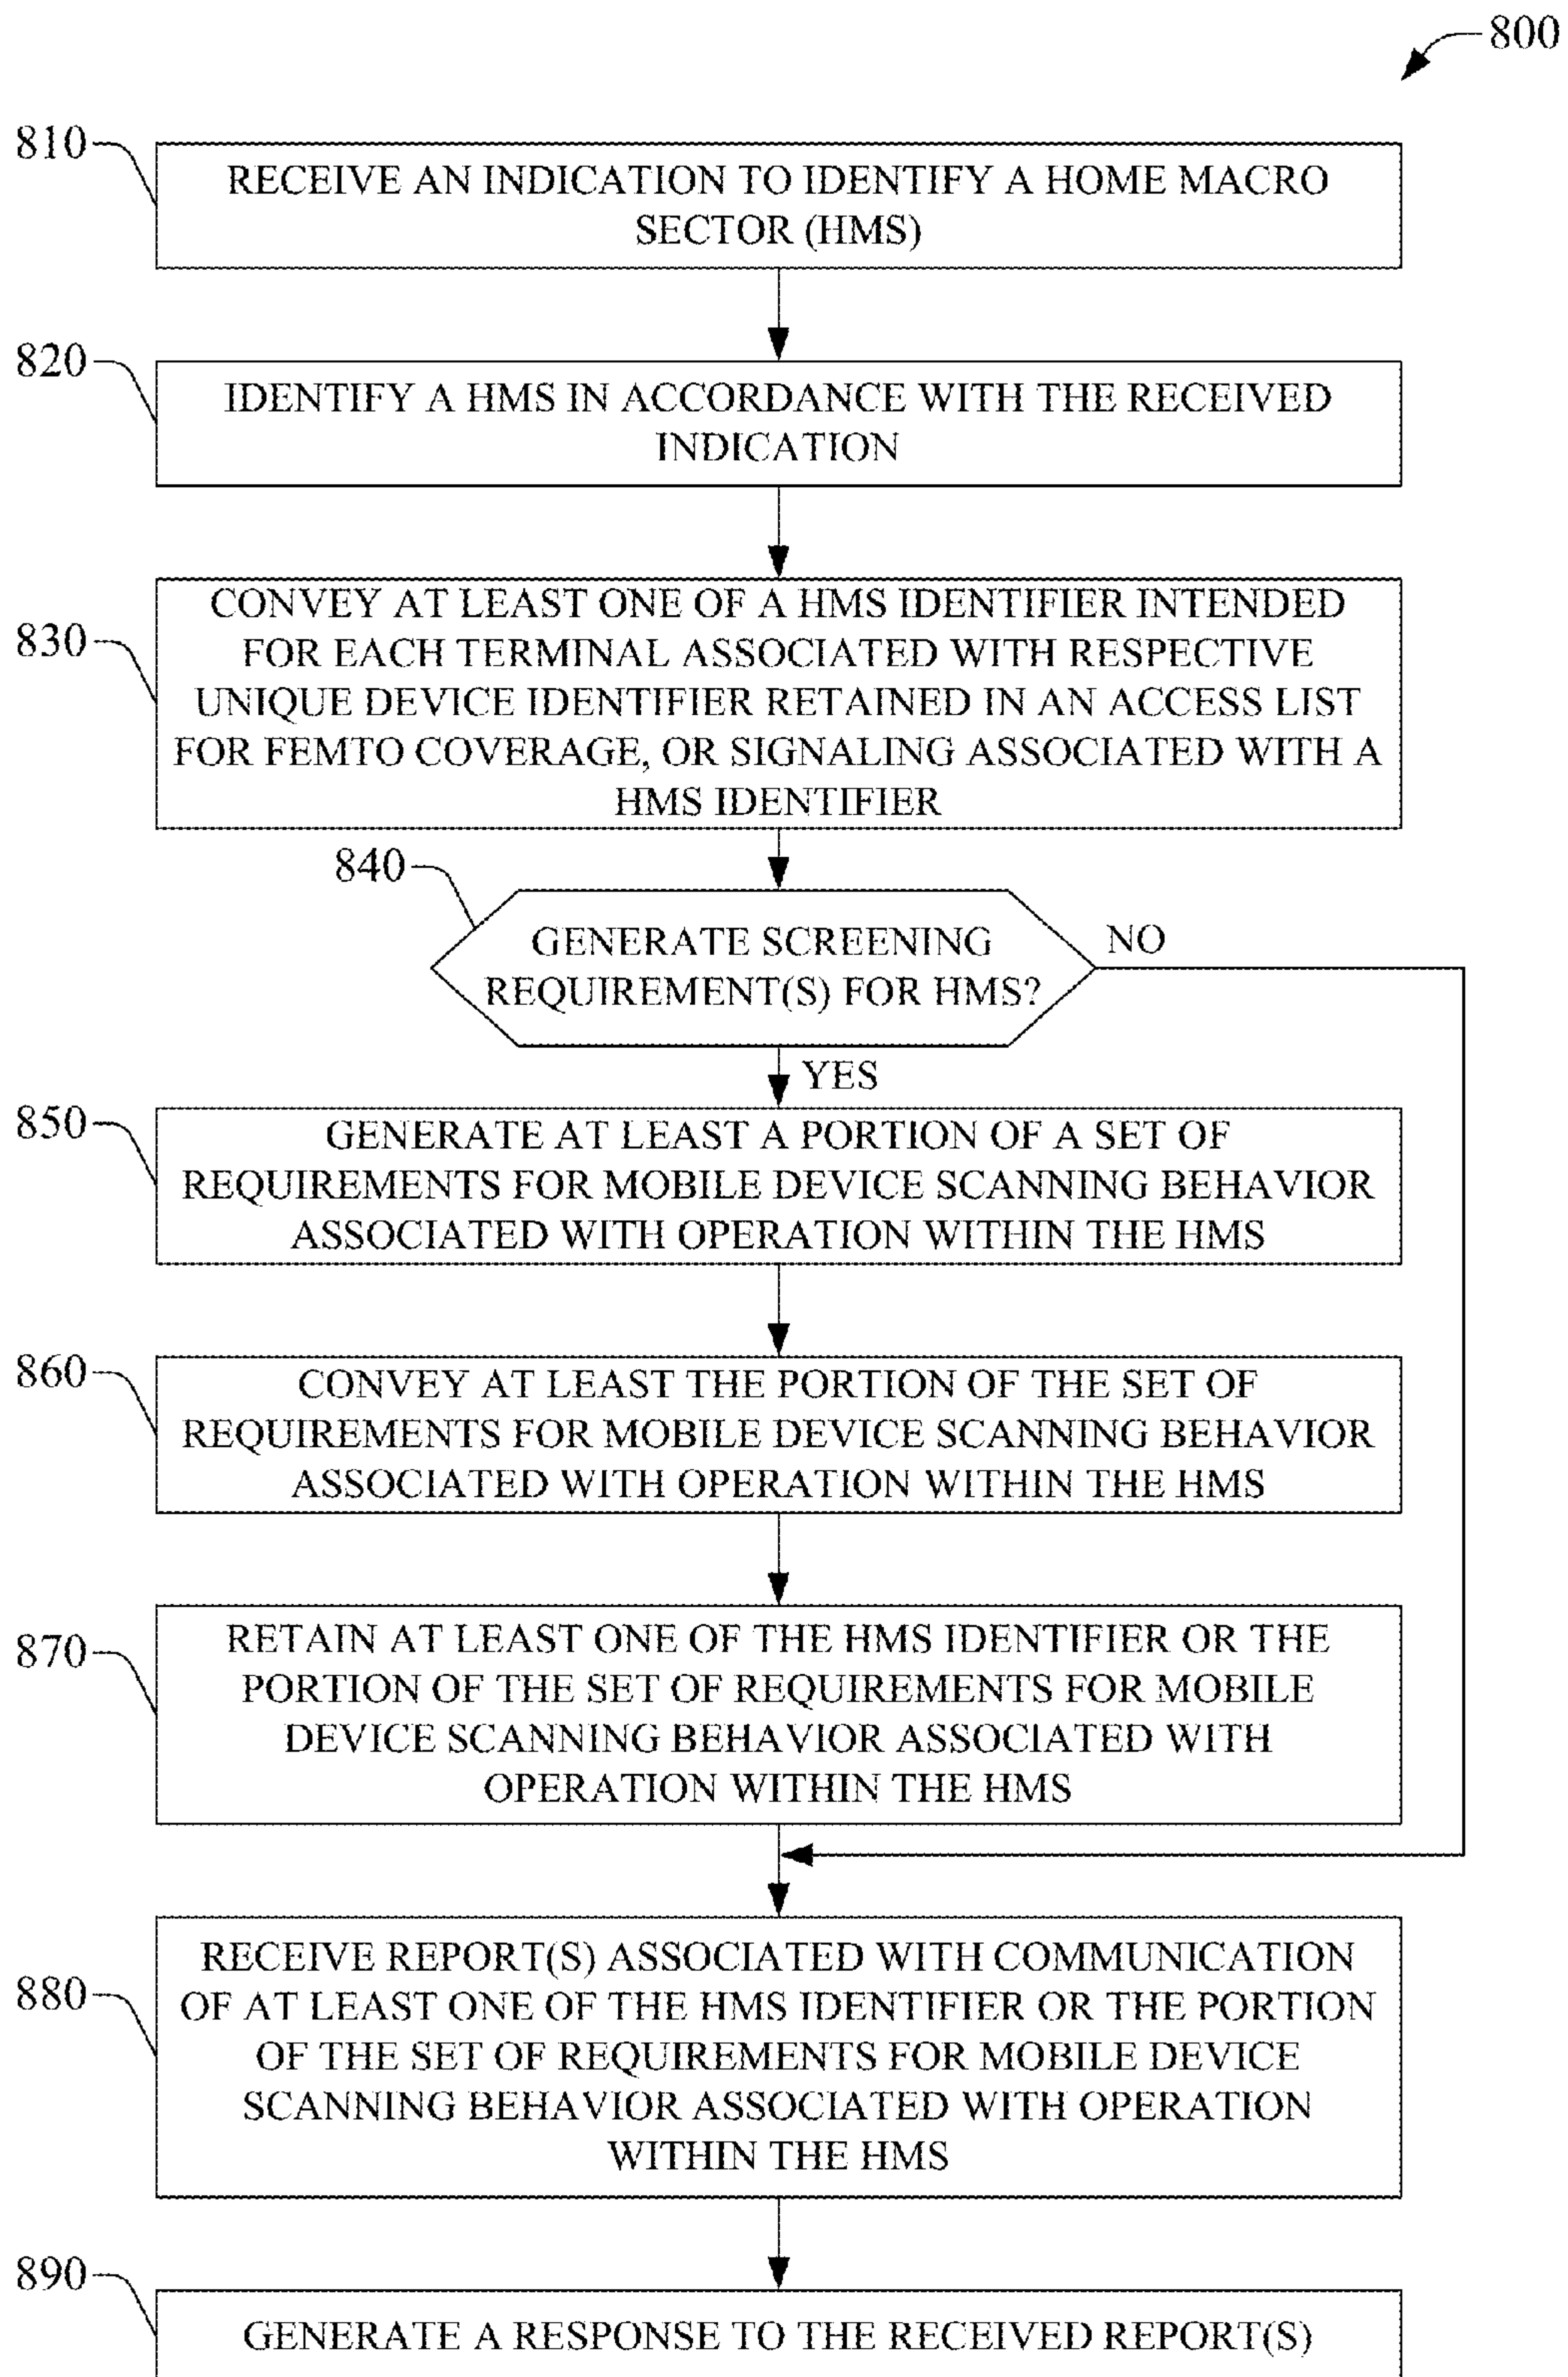 800
810
RECEIVE AN INDICATION TO IDENTIFY A HOME MACRO
SECTOR (HMS)
820
IDENTIFY A HMS IN ACCORDANCE WITH THE RECEIVED
INDICATION
830
CONVEY AT LEAST ONE OF A HMS IDENTIFIER INTENDED
FOR EACH TERMINAL ASSOCIATED WITH RESPECTIVE
UNIQUE DEVICE IDENTIFIER RETAINED IN AN ACCESS LIST
FOR FEMTO COVERAGE, OR SIGNALING ASSOCIATED WITH A
HMS IDENTIFIER
840
GENERATE SCREENING
REQUIREMENT(S) FOR HMS?
NO
YES
850
GENERATE AT LEAST A PORTION OF A SET OF
REQUIREMENTS FOR MOBILE DEVICE SCANNING BEHAVIOR
ASSOCIATED WITH OPERATION WITHIN THE HMS
860
CONVEY AT LEAST THE PORTION OF THE SET OF
REQUIREMENTS FOR MOBILE DEVICE SCANNING BEHAVIOR
ASSOCIATED WITH OPERATION WITHIN THE HMS
870
RETAIN AT LEAST ONE OF THE HMS IDENTIFIER OR THE
PORTION OF THE SET OF REQUIREMENTS FOR MOBILE
DEVICE SCANNING BEHAVIOR ASSOCIATED WITH
OPERATION WITHIN THE HMS
880
RECEIVE REPORT(S) ASSOCIATED WITH COMMUNICATION
OF AT LEAST ONE OF THE HMS IDENTIFIER OR THE PORTION
OF THE SET OF REQUIREMENTS FOR MOBILE DEVICE
SCANNING BEHAVIOR ASSOCIATED WITH OPERATION
WITHIN THE HMS
890
GENERATE A RESPONSE TO THE RECEIVED REPORT(S)